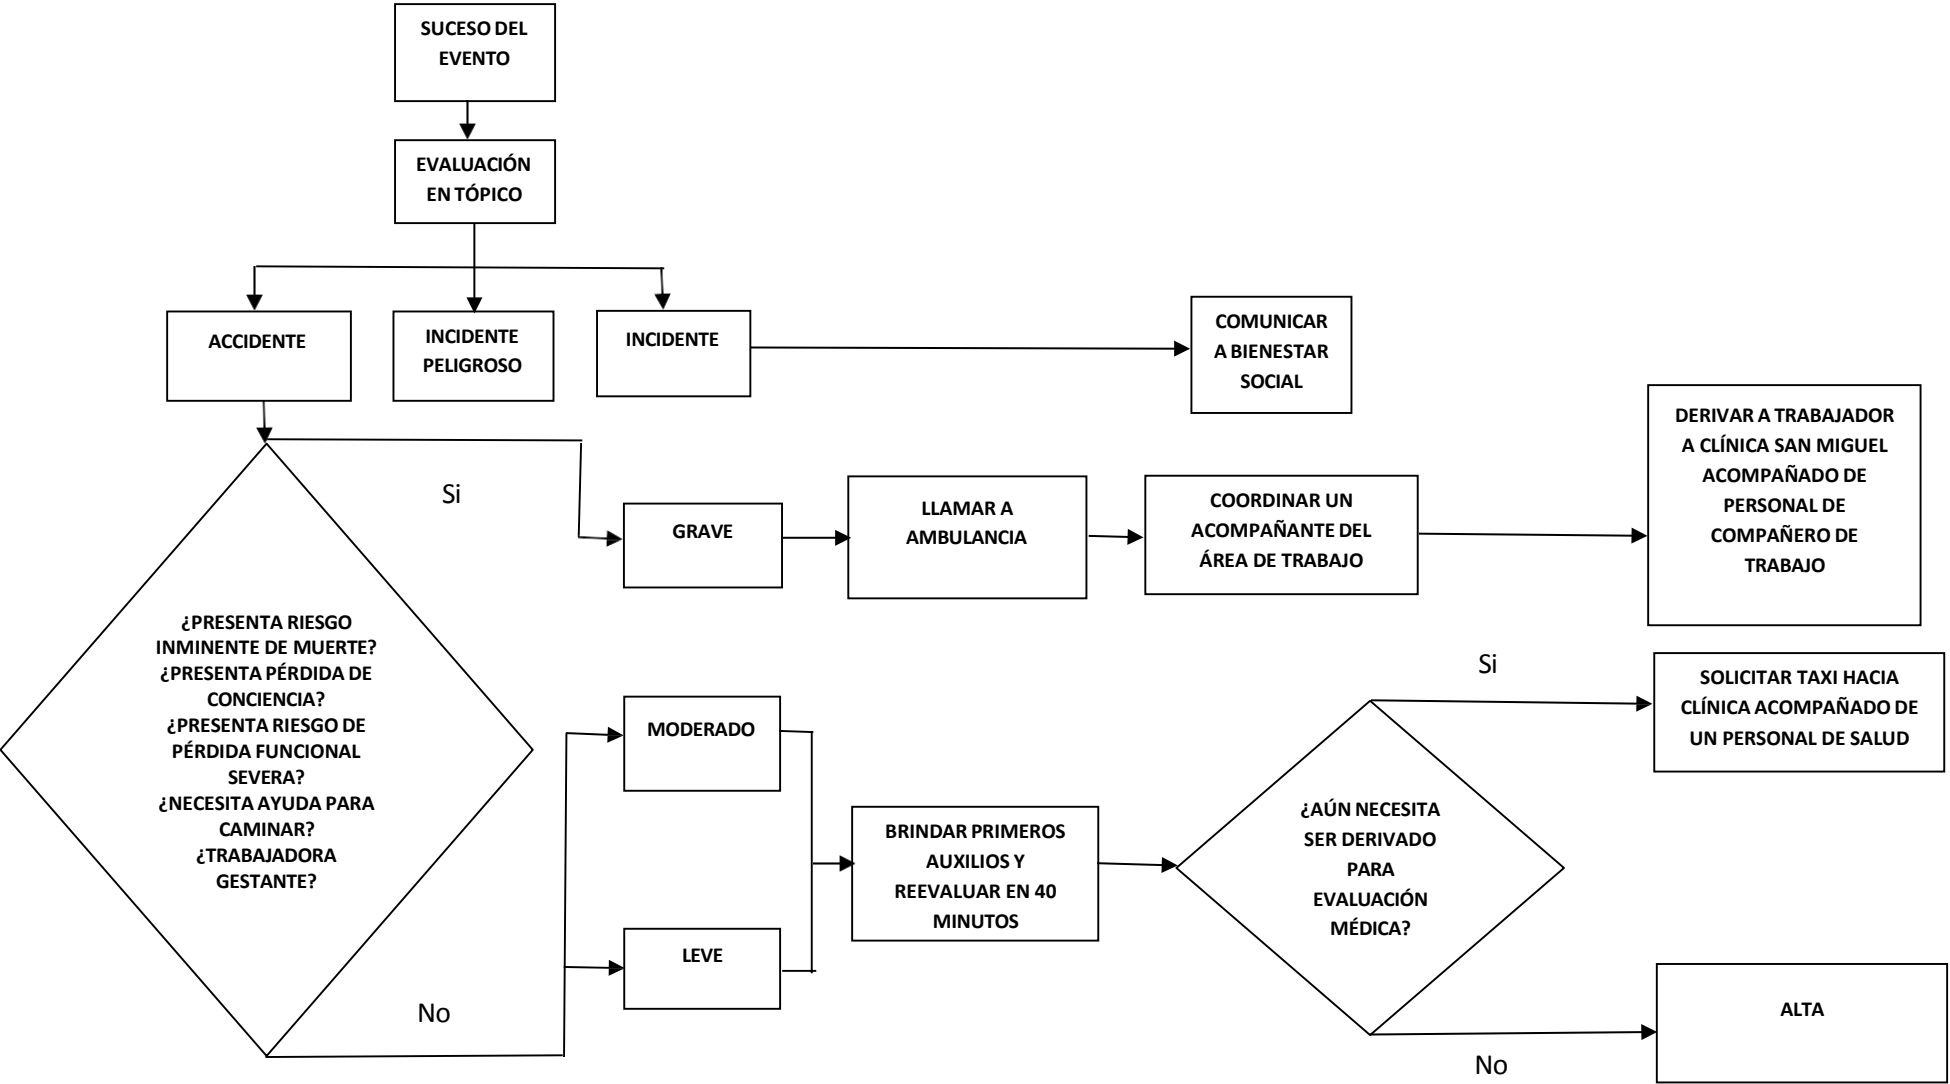 SUCESO DEL
EVENTO
EVALUACIÓN
EN TÓPICO
ACCIDENTE
INCIDENTE
PELIGROSO
INCIDENTE
COMUNICAR
A BIENESTAR
SOCIAL
Si
GRAVE
LLAMAR A
AMBULANCIA
COORDINAR UN
ACOMPAÑANTE DEL
ÁREA DE TRABAJO
DERIVAR A TRABAJADOR
A CLÍNICA SAN MIGUEL
ACOMPAÑADO DE
PERSONAL DE
COMPAÑERO DE
TRABAJO
¿PRESENTA RIESGO
INMINENTE DE MUERTE?
¿PRESENTA PÉRDIDA DE
CONCIENCIA?
¿PRESENTA RIESGO DE
PÉRDIDA FUNCIONAL
SEVERA?
¿NECESITA AYUDA PARA
CAMINAR?
¿TRABAJADORA
GESTANTE?
No
MODERADO
LEVE
BRINDAR PRIMEROS
AUXILIOS Y
REEVALUAR EN 40
MINUTOS
¿AÚN NECESITA
SER DERIVADO
PARA
EVALUACIÓN
MÉDICA?
Si
SOLICITAR TAXI HACIA
CLÍNICA ACOMPAÑADO DE
UN PERSONAL DE SALUD
No
ALTA